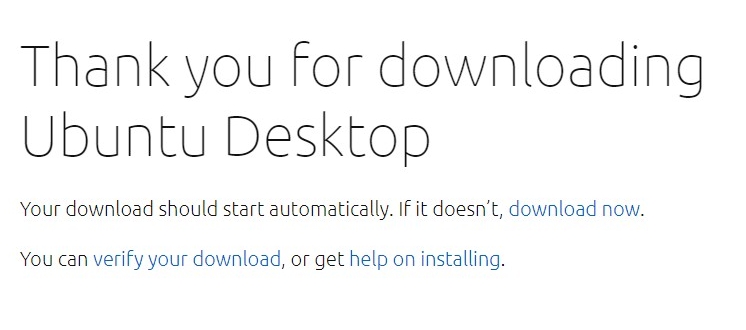 Thank you for downloading
Ubuntu Desktop
Your download should start automatically. If it doesn’t, download now.
You can verify your download, or get help on installing.